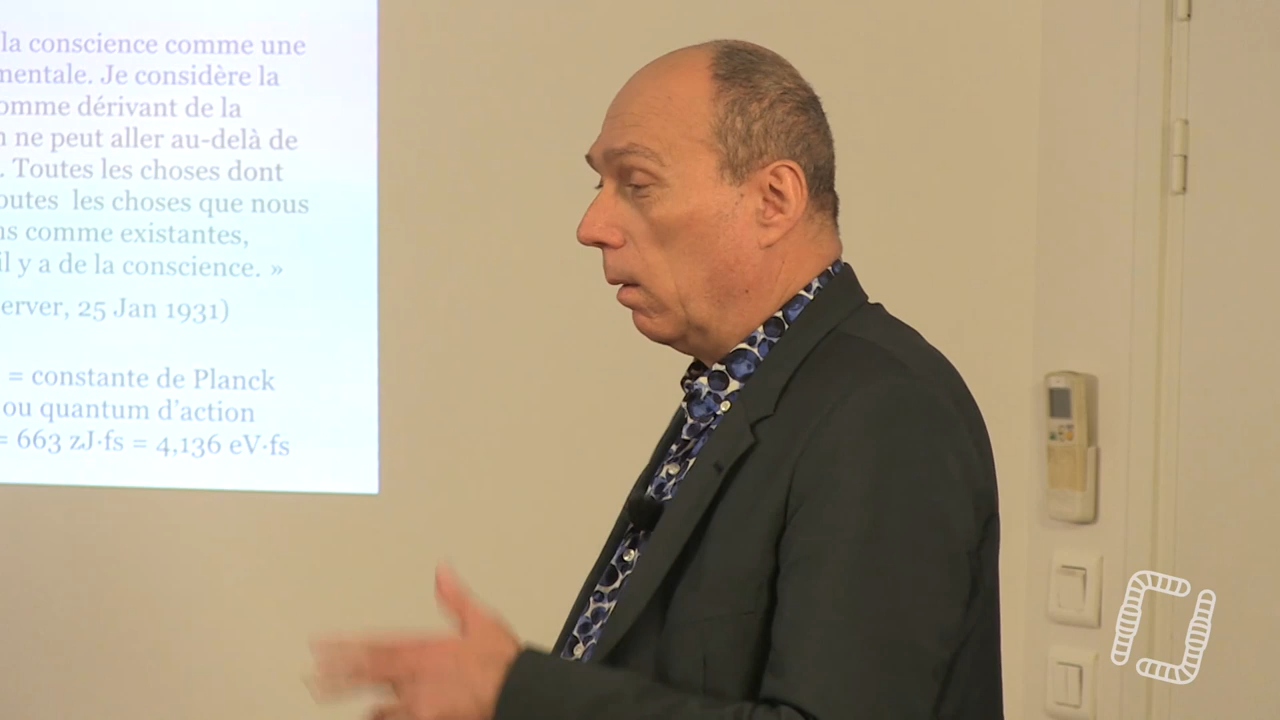 la conscience comme une
mentale. Je considère la
omme dérivant de la
n ne peut aller au-delà de
. Toutes les choses dont
outes les choses que nous
ns comme existantes,
il y a de la conscience. »
erver, 25 Jan 1931)
= constante de Planck
ou quantum d'action
= 663 zJ·fs = 4,136 eV·fs